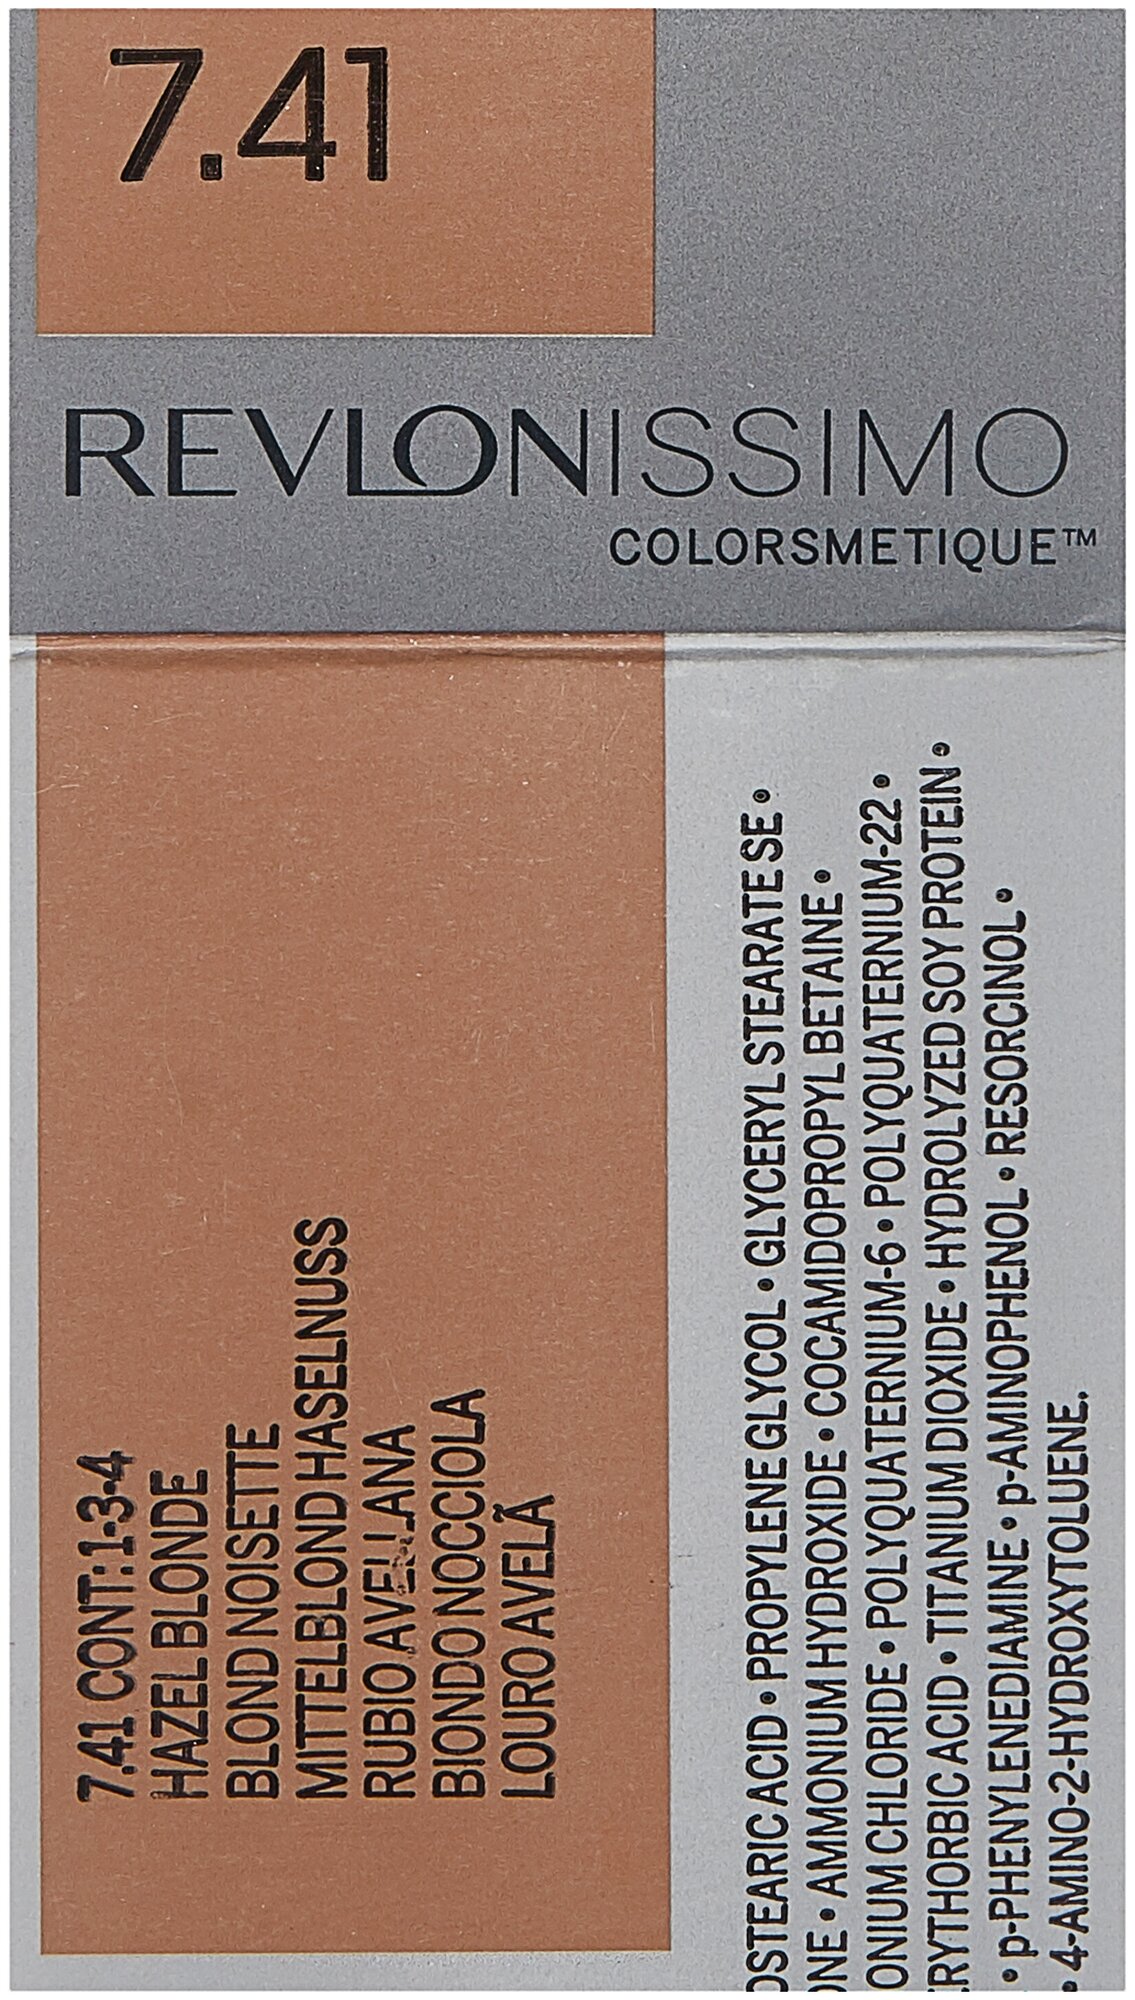 7.41
REVLONISSIMO
COLORSMETIQUE™
7.41 CONT: 1-3-4
HAZEL BLONDE
BLOND NOISETTE
MITTELBLOND HASELNUSS
RUBIO AVELLANA
BIONDO NOCCIOLA
LOURO AVELÃ
OSTEARIC ACID • PROPYLENE GLYCOL • GLYCERYL STEARATE SE •
ONE • AMMONIUM HYDROXIDE • COCAMIDOPROPYL BETAINE •
ONIUM CHLORIDE • POLYQUATERNIUM-6 • POLYQUATERNIUM-22 •
ERYTHORBIC ACID • TITANIUM DIOXIDE • HYDROLYZED SOY PROTEIN •
• p-PHENYLENEDIAMINE • p-AMINOPHENOL • RESORCINOL •
• 4-AMINO-2-HYDROXYTOLUENE.